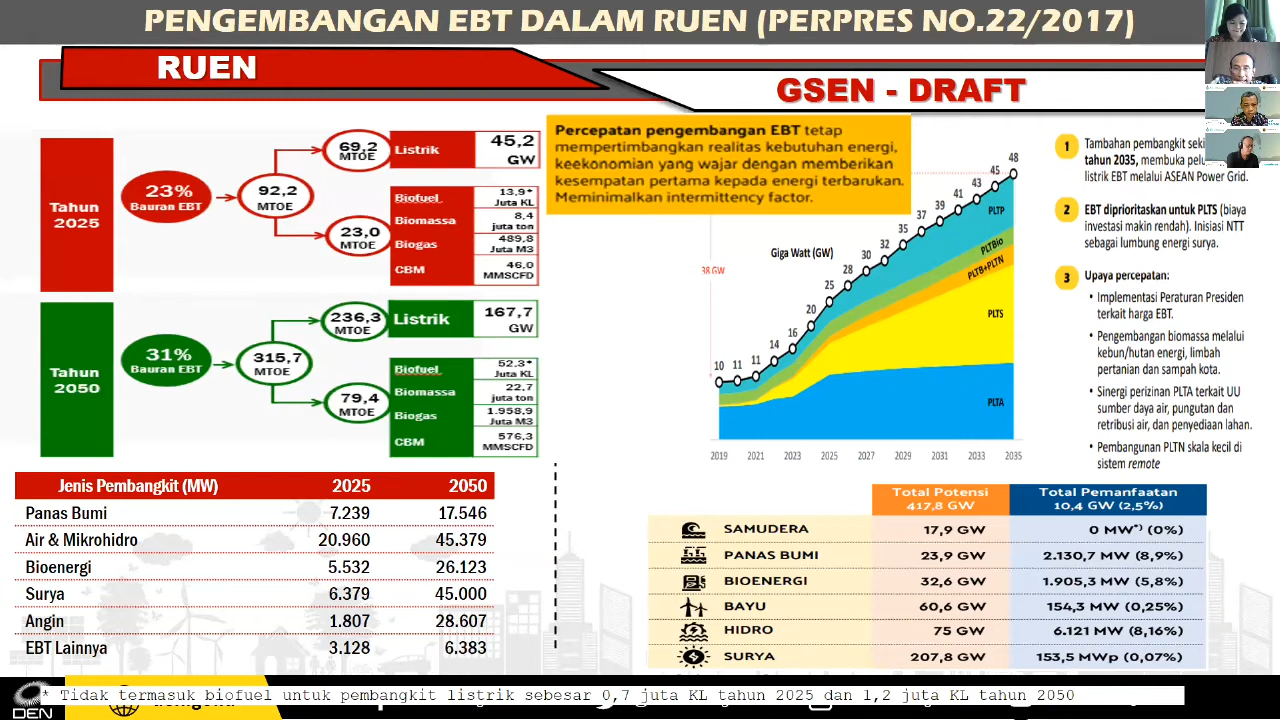 PENGEMBANGAN EBT DALAM RUEN (PERPRES NO.22/2017)
RUEN
GSEN - DRAFT
Tahun
2025
23%
Bauran EBT
92,2
MTOE
69,2
MTOE
Listrik
45,2
GW
23,0
MTOE
Biofuel
13,9*
Juta KL
Biomassa
8,4
juta ton
Biogas
489,8
Juta M3
CBM
46,0
MMSCFD
Tahun
2050
31%
Bauran EBT
315,7
MTOE
236,3
MTOE
Listrik
167,7
GW
79,4
MTOE
Biofuel
52,3*
Juta KL
Biomassa
22,7
juta ton
Biogas
1.958,9
Juta M3
CBM
576,3
MMSCFD
Percepatan pengembangan EBT tetap
mempertimbangkan realitas kebutuhan energi,
keekonomian yang wajar dengan memberikan
kesempatan pertama kepada energi terbarukan.
Meminimalkan intermittency factor.
Giga Watt (GW)
38 GW
10 11 11 14 16 20 25 28 30 32 35 37 39 41 43 45 48
PLTP
PLTBio
PLTB+PLTN
PLTS
PLTA
2019 2021 2023 2025 2027 2029 2031 2033 2035
1 Tambahan pembangkit
tahun 2035, membuka
listrik EBT melalui ASEAN Power Grid.
2 EBT diprioritaskan untuk PLTS (biaya
investasi makin rendah). Inisiasi NTT
sebagai lumbung energi surya.
3 Upaya percepatan:
• Implementasi Peraturan Presiden
terkait harga EBT.
• Pengembangan biomassa melalui
kebun/hutan energi, limbah
pertanian dan sampah kota.
• Sinergi perizinan PLTA terkait UU
sumber daya air, pungutan dan
retribusi air, dan penyediaan lahan.
• Pembangunan PLTN skala kecil di
sistem remote
Jenis Pembangkit (MW) 2025 2050
Panas Bumi 7.239 17.546
Air & Mikrohidro 20.960 45.379
Bioenergi 5.532 26.123
Surya 6.379 45.000
Angin 1.807 28.607
EBT Lainnya 3.128 6.383
Total Potensi
417,8 GW
Total Pemanfaatan
10,4 GW (2,5%)
SAMUDERA 17,9 GW 0 MW*) (0%)
PANAS BUMI 23,9 GW 2.130,7 MW (8,9%)
BIOENERGI 32,6 GW 1.905,3 MW (5,8%)
BAYU 60,6 GW 154,3 MW (0,25%)
HIDRO 75 GW 6.121 MW (8,16%)
SURYA 207,8 GW 153,5 MWp (0,07%)
* Tidak termasuk biofuel untuk pembangkit listrik sebesar 0,7 juta KL tahun 2025 dan 1,2 juta KL tahun 2050
DEN